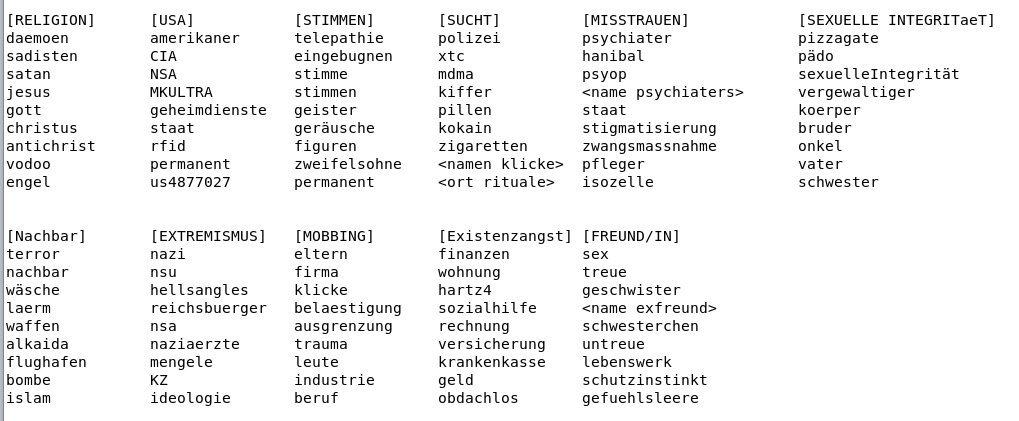 [RELIGION] [USA] [STIMMEN] [SUCHT] [MISSTRAUEN] [SEXUELLE INTEGRITaeT]
daemoen amerikaner telepathie polizei psychiater pizzagate
sadisten CIA eingebugnen xtc hanibal pädo
satan NSA stimme mdma psyop sexuelleIntegrität
jesus MKULTRA stimmen kiffer <name psychiaters> vergewaltiger
gott geheimdienste geister pillen staat koerper
christus staat geräusche kokain stigmatisierung bruder
antichrist rfid figuren zigaretten zwangsmassnahme onkel
vodoo permanent zweifelsohne <namen klicke> pfleger vater
engel us4877027 permanent <ort rituale> isozelle schwester
[Nachbar] [EXTREMISMUS] [MOBBING] [Existenzangst] [FREUND/IN]
terror nazi eltern finanzen sex
nachbar nsu firma wohnung treue
wäsche hellsangles klicke hartz4 geschwister
laerm reichsbuerger belaestigung sozialhilfe <name exfreund>
waffen nsa ausgrenzung rechnung schwesterchen
alkaida naziaerzte trauma versicherung untreue
flughafen mengele leute krankenkasse lebenswerk
bombe KZ industrie geld schutzinstinkt
islam ideologie beruf obdachlos gefuehlsleere